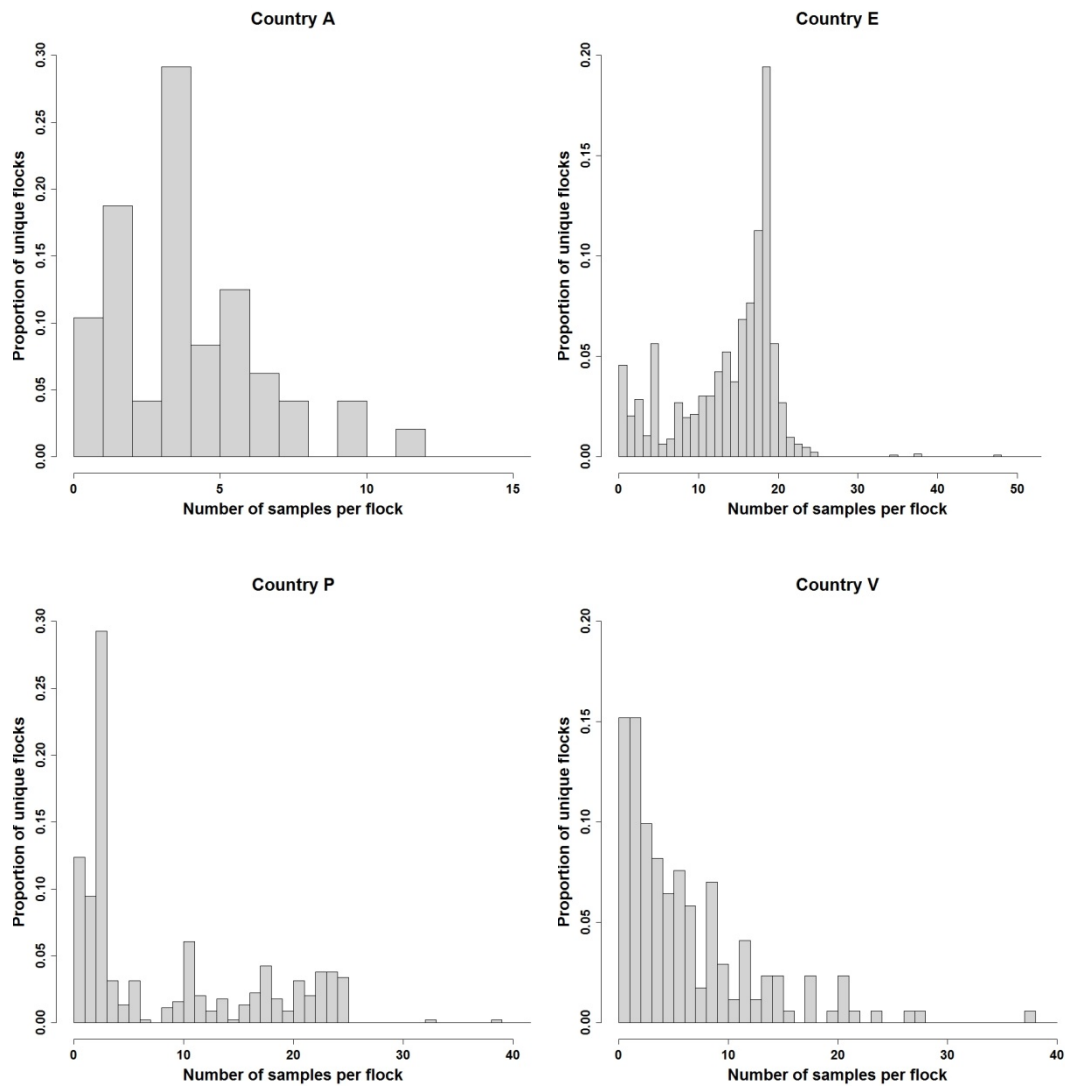 Country A
0.30
0.25
0.20
0.15
0.10
0.05
0.00
Proportion of unique flocks
0 5 10 15
Number of samples per flock
Country E
0.20
0.15
0.10
0.05
0.00
Proportion of unique flocks
0 10 20 30 40 50
Number of samples per flock
Country P
0.30
0.25
0.20
0.15
0.10
0.05
0.00
Proportion of unique flocks
0 10 20 30 40
Number of samples per flock
Country V
0.20
0.15
0.10
0.05
0.00
Proportion of unique flocks
0 10 20 30 40
Number of samples per flock